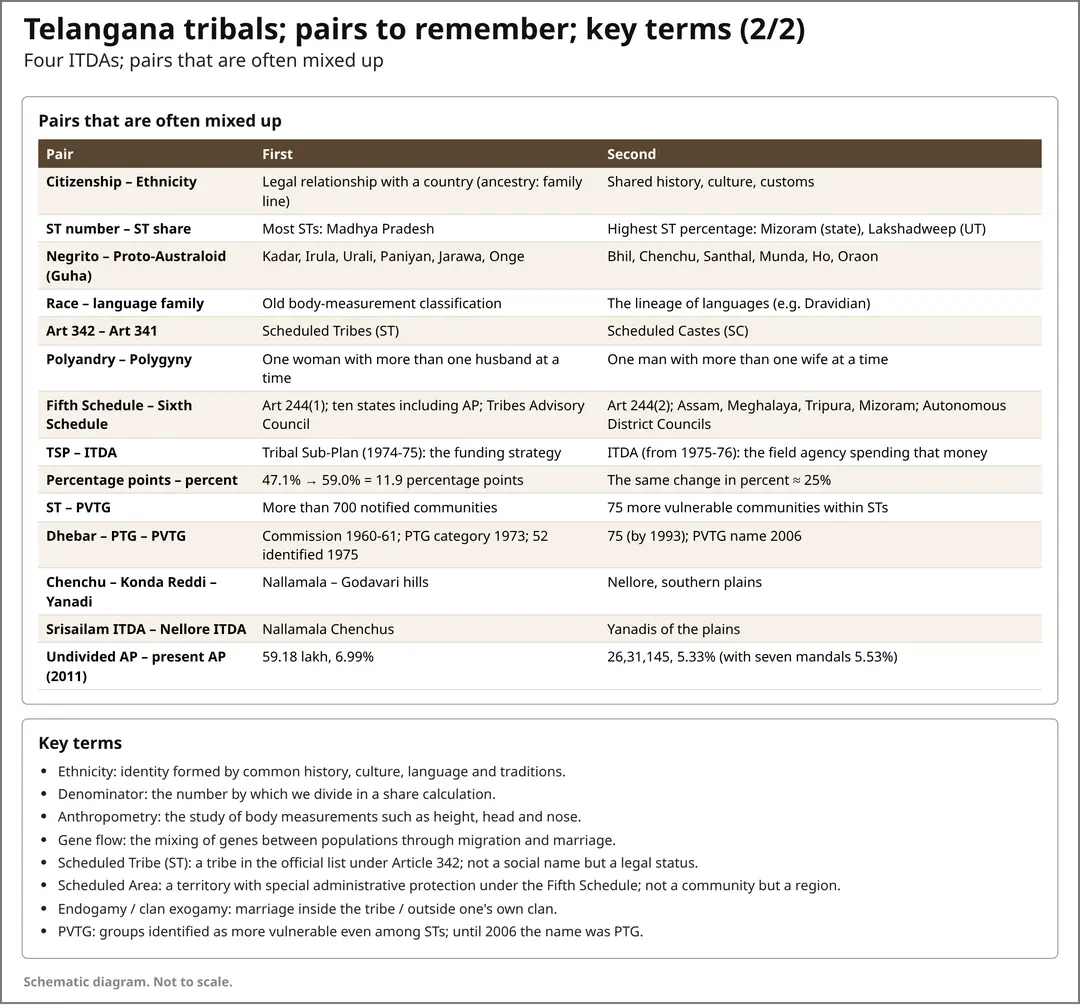 Telangana tribals; pairs to remember; key terms (2/2)
Four ITDAs; pairs that are often mixed up
Pairs that are often mixed up
Pair First Second
Citizenship – Ethnicity Legal relationship with a country (ancestry: family line) Shared history, culture, customs
ST number – ST share Most STs: Madhya Pradesh Highest ST percentage: Mizoram (state), Lakshadweep (UT)
Negrito – Proto-Australoid (Guha) Kadar, Irula, Urali, Paniyan, Jarawa, Onge Bhil, Chenchu, Santhal, Munda, Ho, Oraon
Race – language family Old body-measurement classification The lineage of languages (e.g. Dravidian)
Art 342 – Art 341 Scheduled Tribes (ST) Scheduled Castes (SC)
Polyandry – Polygyny One woman with more than one husband at a time One man with more than one wife at a time
Fifth Schedule – Sixth Schedule Art 244(1); ten states including AP; Tribes Advisory Council Art 244(2); Assam, Meghalaya, Tripura, Mizoram; Autonomous District Councils
TSP – ITDA Tribal Sub-Plan (1974-75): the funding strategy ITDA (from 1975-76): the field agency spending that money
Percentage points – percent 47.1% → 59.0% = 11.9 percentage points The same change in percent ≈ 25%
ST – PVTG More than 700 notified communities 75 more vulnerable communities within STs
Dhebar – PTG – PVTG Commission 1960-61; PTG category 1973; 52 identified 1975 75 (by 1993); PVTG name 2006
Chenchu – Konda Reddi – Yanadi Nallamala – Godavari hills Nellore, southern plains
Srisailam ITDA – Nellore ITDA Nallamala Chenchus Yanadis of the plains
Undivided AP – present AP (2011) 59.18 lakh, 6.99% 26,31,145, 5.33% (with seven mandals 5.53%)
Key terms
• Ethnicity: identity formed by common history, culture, language and traditions.
• Denominator: the number by which we divide in a share calculation.
• Anthropometry: the study of body measurements such as height, head and nose.
• Gene flow: the mixing of genes between populations through migration and marriage.
• Scheduled Tribe (ST): a tribe in the official list under Article 342; not a social name but a legal status.
• Scheduled Area: a territory with special administrative protection under the Fifth Schedule; not a community but a region.
• Endogamy / clan exogamy: marriage inside the tribe / outside one's own clan.
• PVTG: groups identified as more vulnerable even among STs; until 2006 the name was PTG.
Schematic diagram. Not to scale.